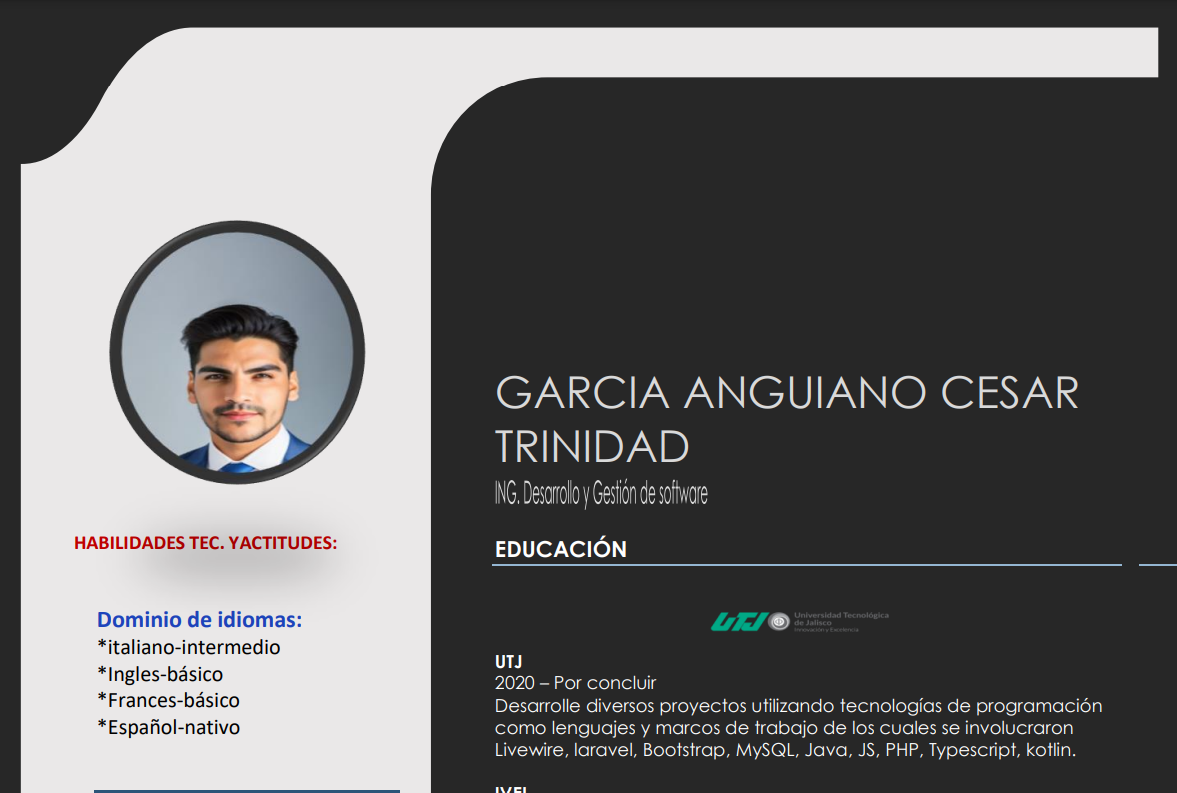 HABILIDADES TEC. YACTITUDES:
Dominio de idiomas:
*italiano-intermedio
*Ingles-básico
*Frances-básico
*Español-nativo
GARCIA ANGUIANO CESAR
TRINIDAD
ING. Desarrollo y Gestión de software
EDUCACIÓN
UTJ
Universidad Tecnológica
de Jalisco
Innovación y Excelencia
UTJ
2020 – Por concluir
Desarrolle diversos proyectos utilizando tecnologías de programación
como lenguajes y marcos de trabajo de los cuales se involucraron
Livewire, laravel, Bootstrap, MySQL, Java, JS, PHP, Typescript, kotlin.